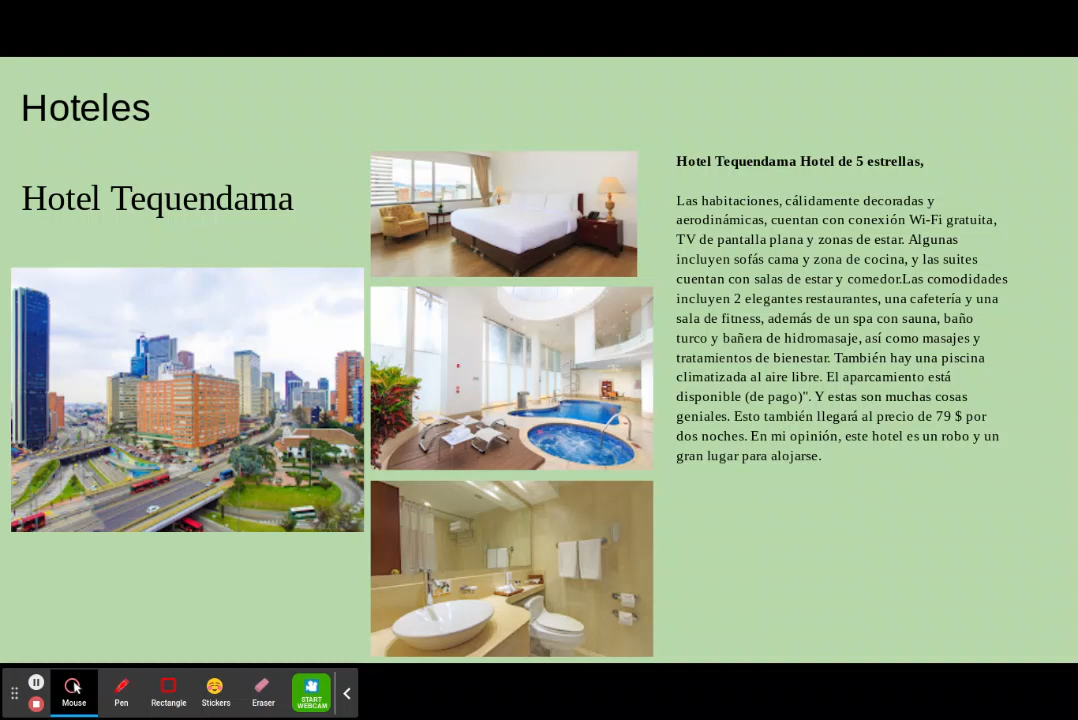 Hoteles
Hotel Tequendama
Hotel Tequendama Hotel de 5 estrellas,
Las habitaciones, cálidamente decoradas y
aerodinámicas, cuentan con conexión Wi-Fi gratuita,
TV de pantalla plana y zonas de estar. Algunas
incluyen sofás cama y zona de cocina, y las suites
cuentan con salas de estar y comedor.Las comodidades
incluyen 2 elegantes restaurantes, una cafetería y una
sala de fitness, además de un spa con sauna, baño
turco y bañera de hidromasaje, así como masajes y
tratamientos de bienestar. También hay una piscina
climatizada al aire libre. El aparcamiento está
disponible (de pago)". Y estas son muchas cosas
geniales. Esto también llegará al precio de 79 $ por
dos noches. En mi opinión, este hotel es un robo y un
gran lugar para alojarse.
Mouse
Pen
Rectangle
Stickers
Eraser
START
WEBCAM